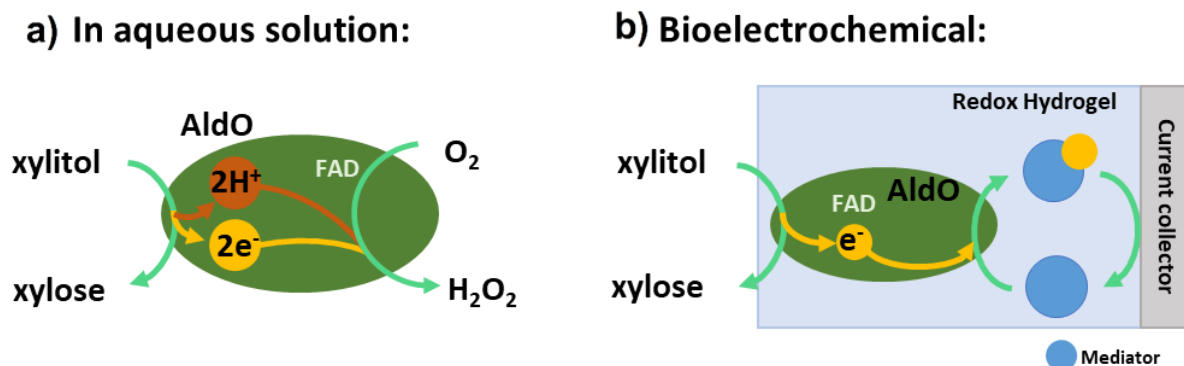 a) In aqueous solution:
AldO
xylitol
2H⁺
FAD
O₂
2e⁻
xylose
H₂O₂
b) Bioelectrochemical:
Redox Hydrogel
xylitol
AldO
FAD
e⁻
xylose
Current collector
Mediator